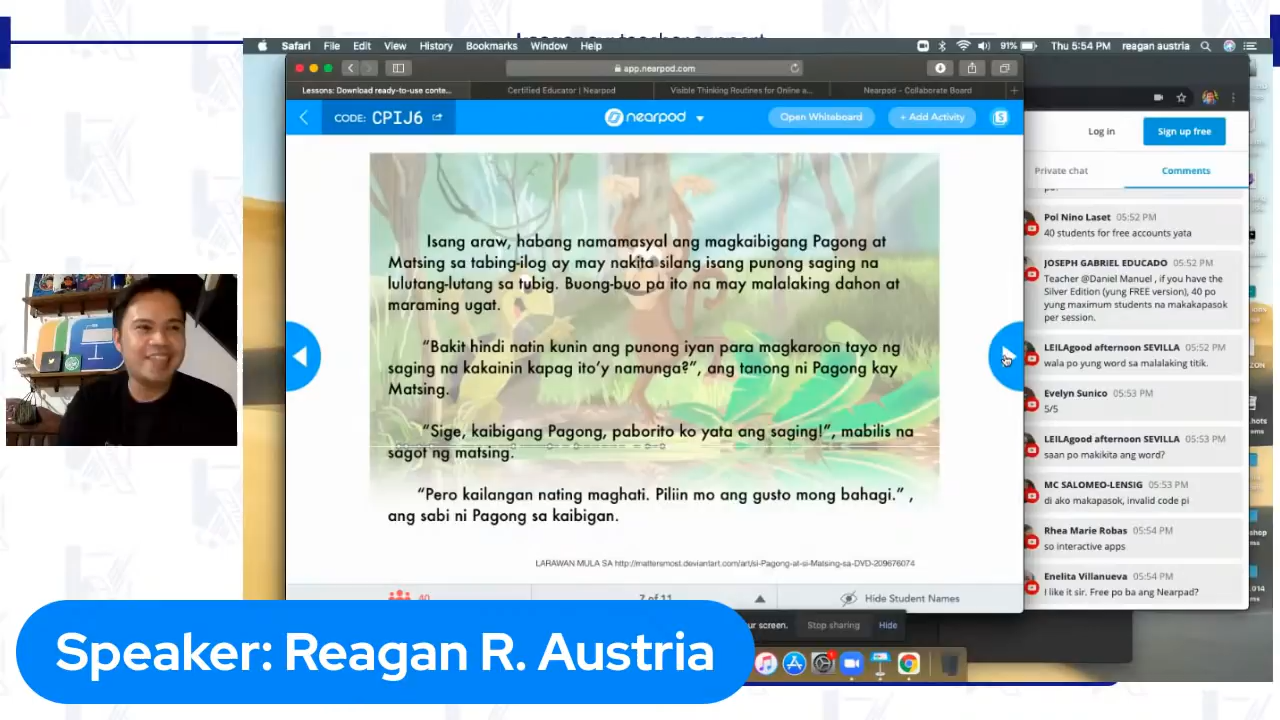 Safari File Edit View History Bookmarks Window Help
91% Thu 5:54 PM reagan austria
app.nearpod.com
Lessons: Download ready-to-use conte...
Certified Educator | Nearpod
Visible Thinking Routines for Online a...
Nearpod - Collaborate Board
CODE: CPIJ6
nearpod
Open Whiteboard
+ Add Activity
Isang araw, habang namamasyal ang magkaibigang Pagong at
Matsing sa tabing-ilog ay may nakita silang isang punong saging na
lulutang-lutang sa tubig. Buong-buo pa ito na may malalaking dahon at
maraming ugat.
“Bakit hindi natin kunin ang punong iyan para magkaroon tayo ng
saging na kakainin kapag ito’y namunga?”, ang tanong ni Pagong kay
Matsing.
“Sige, kaibigang Pagong, paborito ko yata ang saging!”, mabilis na
sagot ng matsing.
“Pero kailangan nating maghati. Piliin mo ang gusto mong bahagi.” ,
ang sabi ni Pagong sa kaibigan.
LARAWAN MULA SA http://mattersmost.deviantart.com/art/si-Pagong-at-si-Matsing-sa-DVD-209676074
40
7 of 11
Hide Student Names
Log in
Sign up free
Private chat
Comments
Pol Nino Laset 05:52 PM
40 students for free accounts yata
JOSEPH GABRIEL EDUCADO 05:52 PM
Teacher @Daniel Manuel , if you have the
Silver Edition (yung FREE version), 40 po
yung maximum students na makakapasok
per session.
LEILAgood afternoon SEVILLA 05:52 PM
wala po yung word sa malalaking titik.
Evelyn Sunico 05:53 PM
5/5
LEILAgood afternoon SEVILLA 05:53 PM
saan po makikita ang word?
MC SALOMEO-LENSIG 05:53 PM
di ako makapasok, invalid code pi
Rhea Marie Robas 05:54 PM
so interactive apps
Enelita Villanueva 05:54 PM
I like it sir. Free po ba ang Nearpod?
ur screen.
Stop sharing
Hide
Speaker: Reagan R. Austria